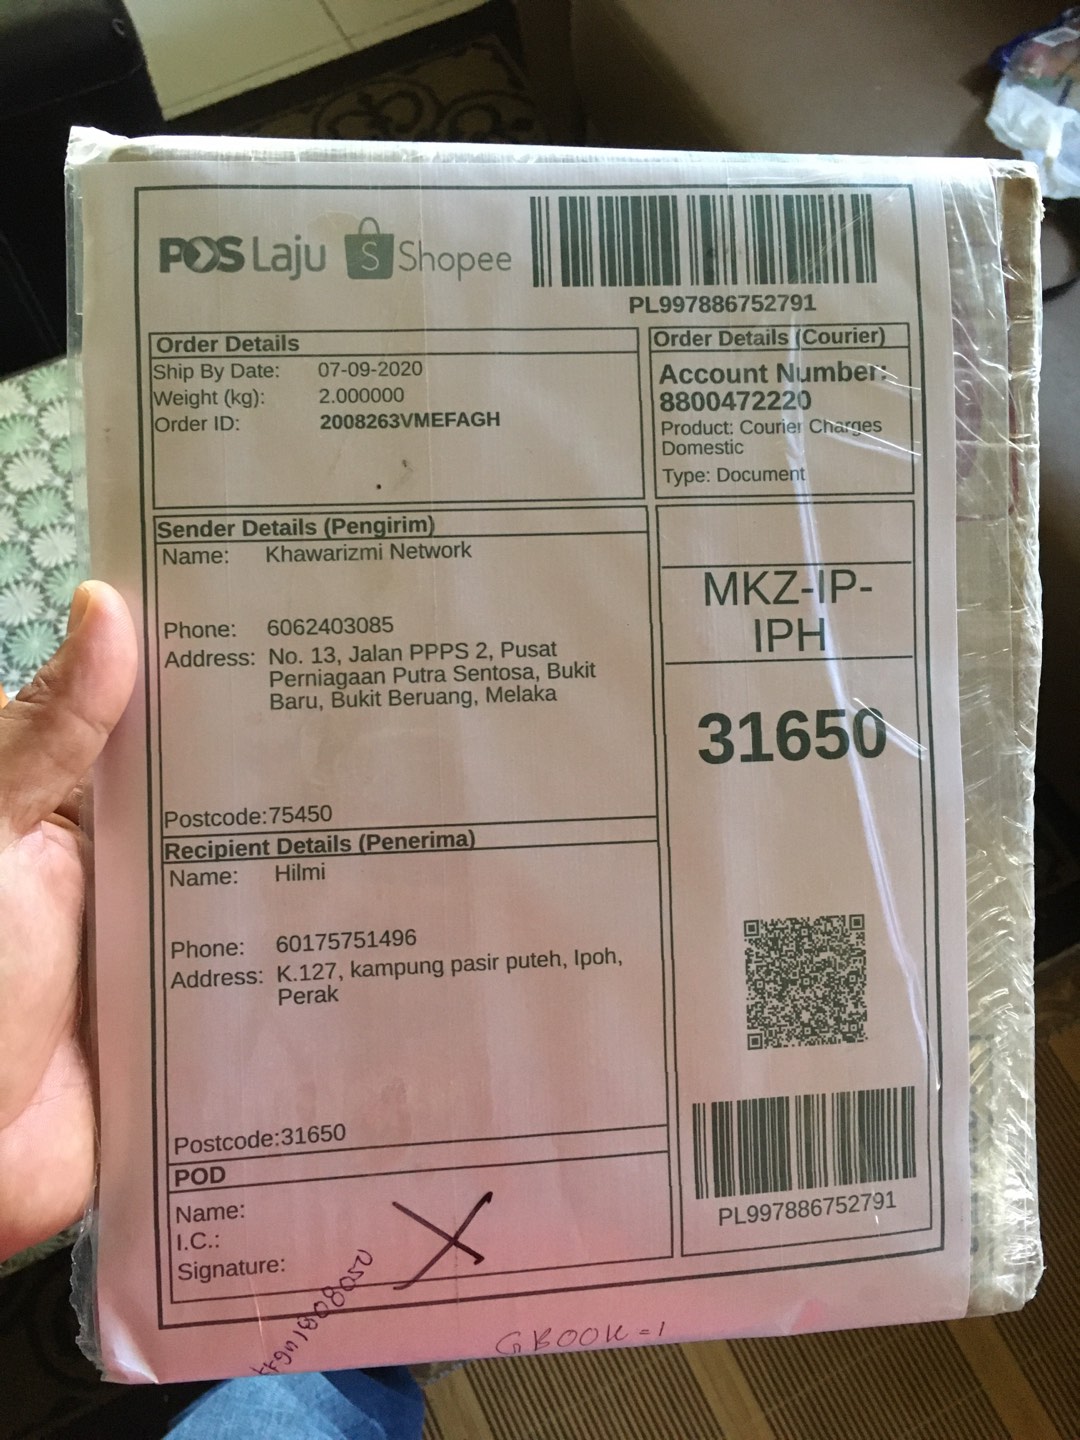 POS Laju S Shopee
PL997886752791
Order Details
Ship By Date: 07-09-2020
Weight (kg): 2.000000
Order ID: 2008263VMEFAGH
Order Details (Courier)
Account Number:
8800472220
Product: Courier Charges
Domestic
Type: Document
Sender Details (Pengirim)
Name: Khawarizmi Network
Phone: 6062403085
Address: No. 13, Jalan PPPS 2, Pusat
Perniagaan Putra Sentosa, Bukit
Baru, Bukit Beruang, Melaka
Postcode:75450
MKZ-IP-
IPH
31650
Recipient Details (Penerima)
Name: Hilmi
Phone: 60175751496
Address: K.127, kampung pasir puteh, Ipoh,
Perak
Postcode:31650
PL997886752791
POD
Name:
I.C.:
Signature:
GBOOK=1